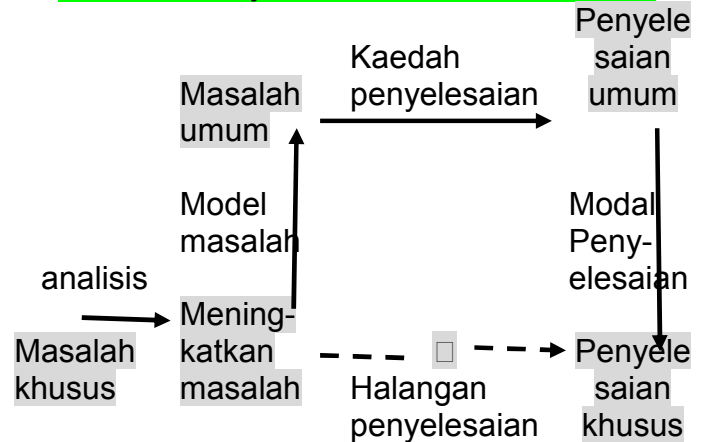 Penyele
saian
umum
Kaedah
penyelesaian
Masalah
umum
Model
masalah
Modal
Peny-
elesaian
analisis
Masalah
khusus
Mening-
katkan
masalah
Halangan
penyelesaian
Penyele
saian
khusus